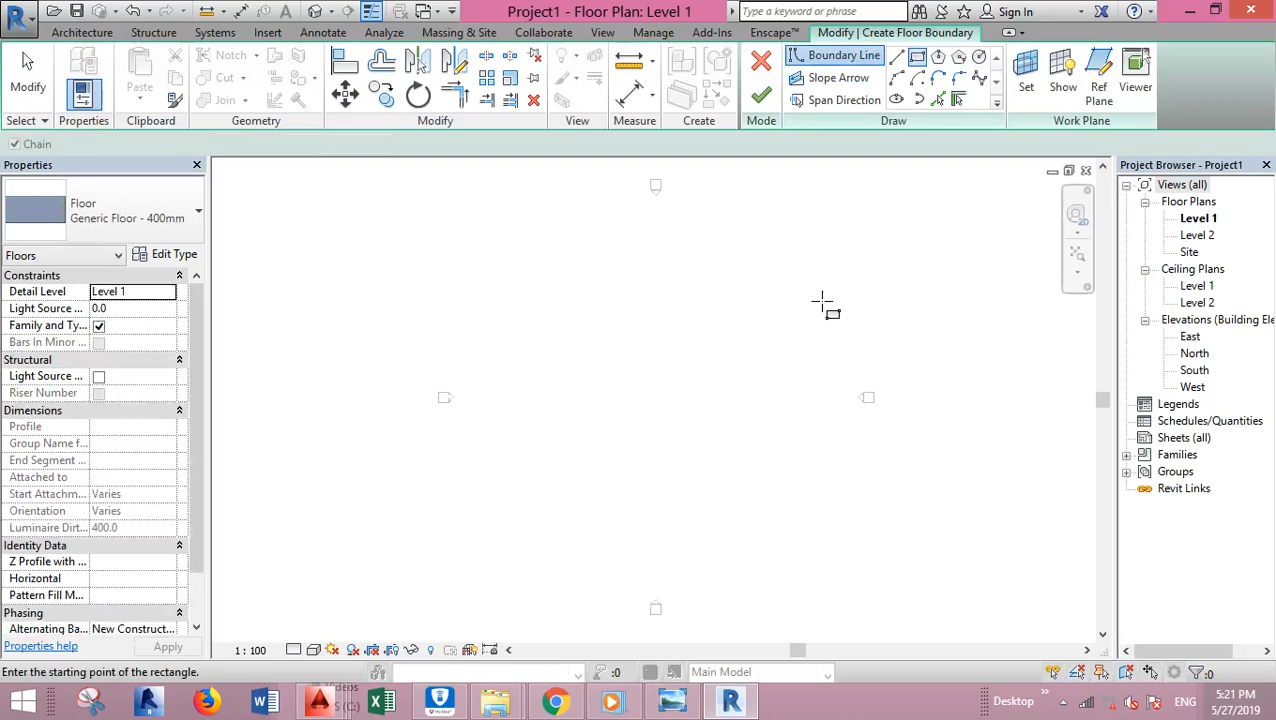 Project1 - Floor Plan: Level 1
Type a keyword or phrase
Sign In
Architecture
Structure
Systems
Insert
Annotate
Analyze
Massing & Site
Collaborate
View
Manage
Add-Ins
Enscape™
Modify | Create Floor Boundary
Modify
Select
Properties
Paste
Clipboard
Notch
Cut
Join
Geometry
Modify
View
Measure
Create
Mode
Boundary Line
Slope Arrow
Span Direction
Draw
Set
Show
Ref
Plane
Viewer
Work Plane
Chain
Properties
Floor
Generic Floor - 400mm
Floors
Edit Type
Constraints
Detail Level
Level 1
Light Source ...
0.0
Family and Ty...
Bars In Minor ...
Structural
Light Source ...
Riser Number
Dimensions
Profile
Group Name f...
End Segment ...
Attached to
Start Attachm...
Varies
Orientation
Varies
Luminaire Dirt...
400.0
Identity Data
Z Profile with ...
Horizontal
Pattern Fill M...
Phasing
Alternating Ba...
New Construct...
Properties help
Apply
2D
Project Browser - Project1
Views (all)
Floor Plans
Level 1
Level 2
Site
Ceiling Plans
Level 1
Level 2
Elevations (Building Ele
East
North
South
West
Legends
Schedules/Quantities
Sheets (all)
Families
Groups
Revit Links
1 : 100
Enter the starting point of the rectangle.
:0
Main Model
:0
Videos
(C:)
Desktop
ENG
5:21 PM
5/27/2019